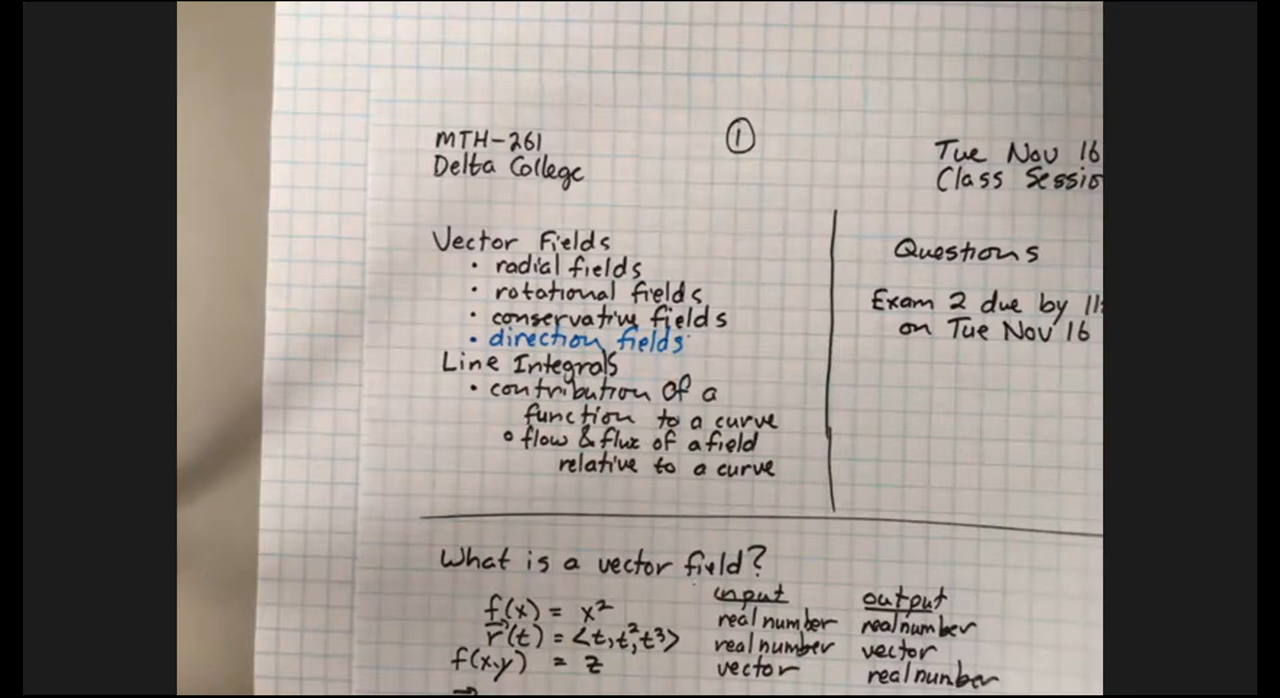 MTH-261
Delta College
①
Tue Nov 16
Class Sessio
Vector Fields
• radial fields
• rotational fields
• conservative fields
• direction fields
Line Integrals
• contribution of a
function to a curve
∘ flow & flux of a field
relative to a curve
Questions
Exam 2 due by 11:
on Tue Nov 16
What is a vector field?
input output
f(x) = x² real number real number
r⃗(t) = <t, t², t³> real number vector
f(x,y) = z vector real number